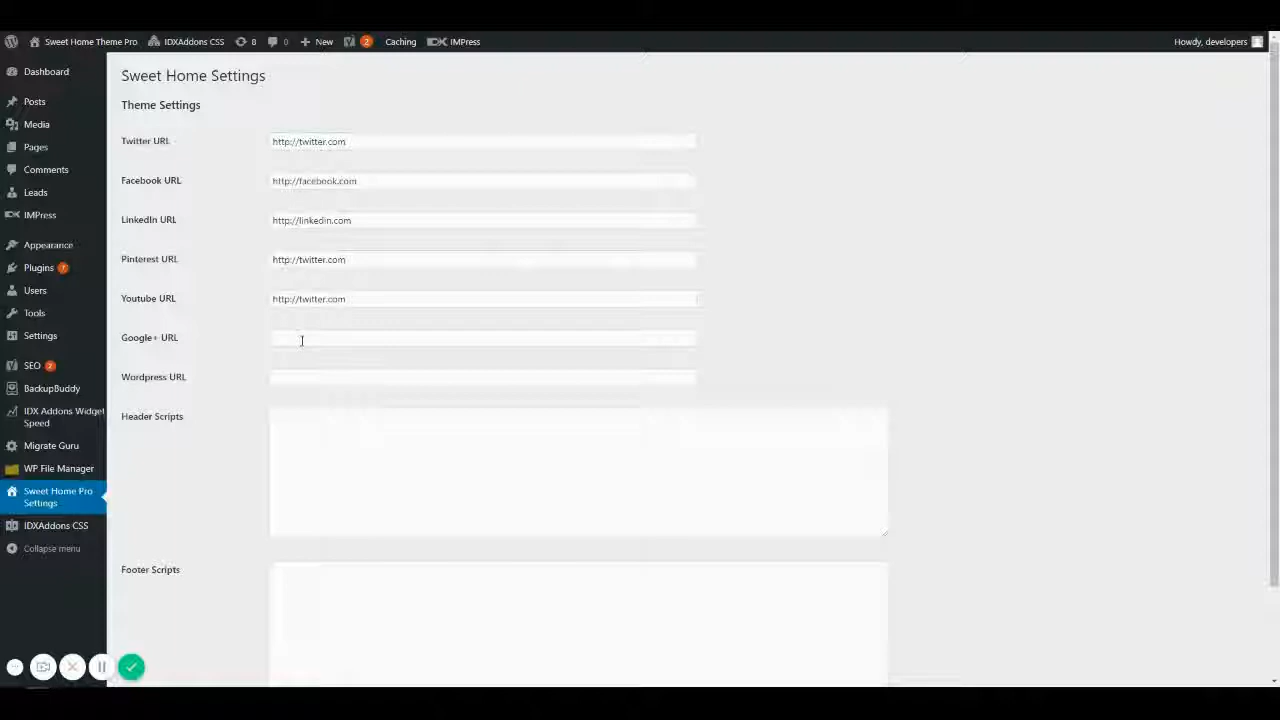 Sweet Home Theme Pro IDXAddons CSS 8 0 New 2 Caching IMPress Howdy, developers
Dashboard
Posts
Media
Pages
Comments
Leads
IMPress
Appearance
Plugins 7
Users
Tools
Settings
SEO 2
BackupBuddy
IDX Addons Widget
Speed
Migrate Guru
WP File Manager
Sweet Home Pro
Settings
IDXAddons CSS
Collapse menu
Sweet Home Settings
Theme Settings
Twitter URL http://twitter.com
Facebook URL http://facebook.com
LinkedIn URL http://linkedin.com
Pinterest URL http://twitter.com
Youtube URL http://twitter.com
Google+ URL
Wordpress URL
Header Scripts
Footer Scripts